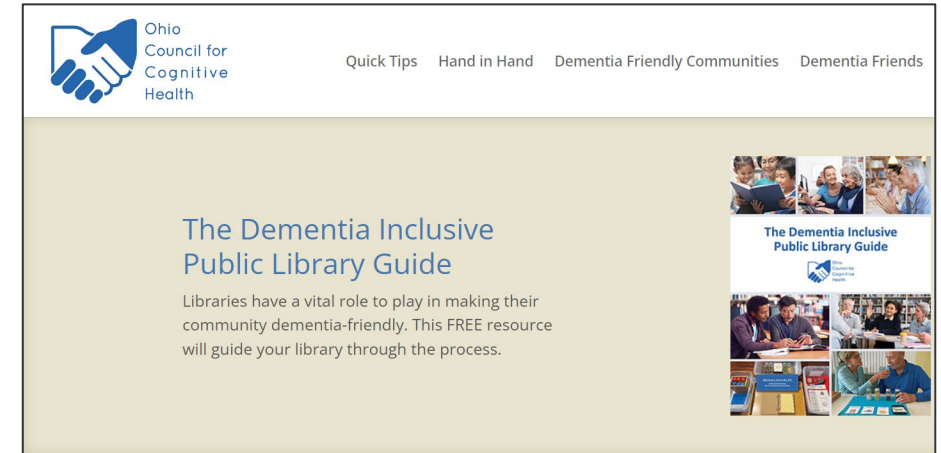 Ohio
Council for
Cognitive
Health
Quick Tips Hand in Hand Dementia Friendly Communities Dementia Friends
The Dementia Inclusive
Public Library Guide
Libraries have a vital role to play in making their
community dementia-friendly. This FREE resource
will guide your library through the process.
The Dementia Inclusive
Public Library Guide
Ohio
Council for
Cognitive
Health